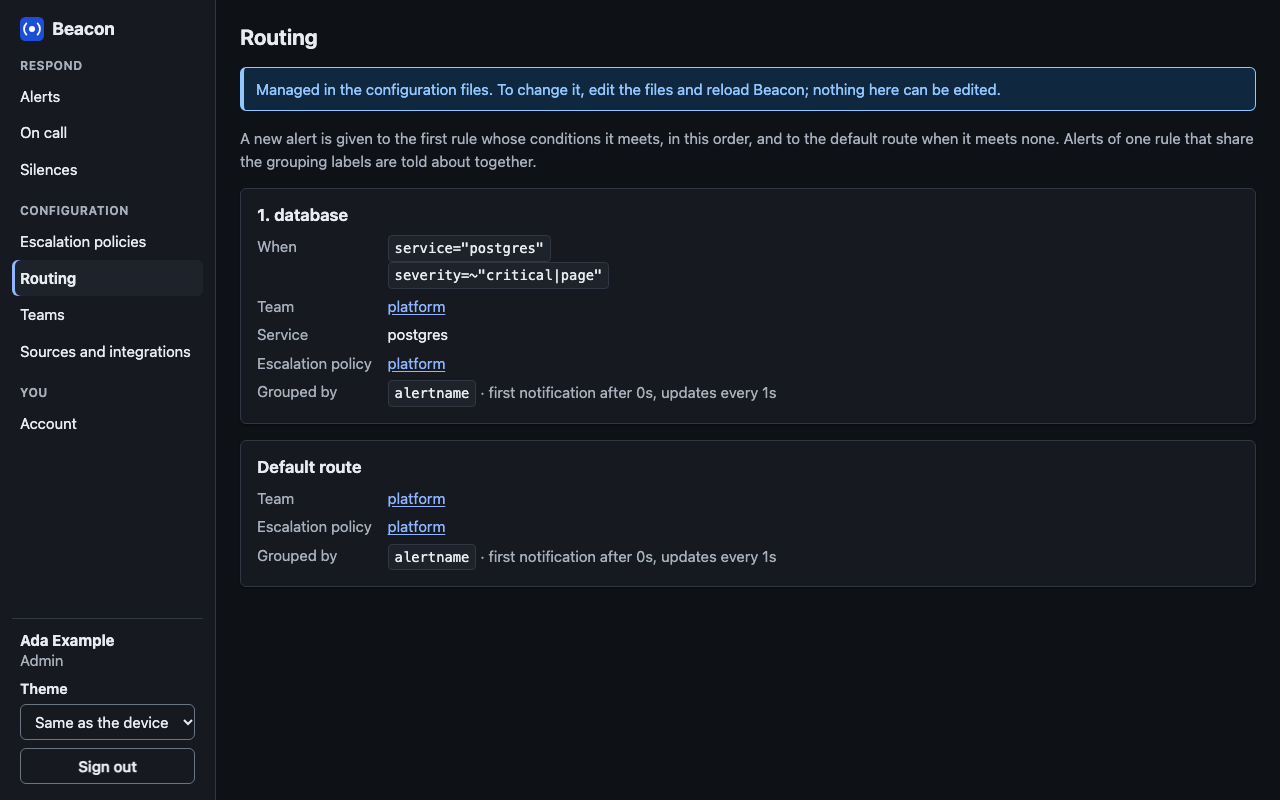 Beacon
RESPOND
Alerts
On call
Silences
CONFIGURATION
Escalation policies
Routing
Teams
Sources and integrations
YOU
Account
Ada Example
Admin
Theme
Same as the device
Sign out
Routing
Managed in the configuration files. To change it, edit the files and reload Beacon; nothing here can be edited.
A new alert is given to the first rule whose conditions it meets, in this order, and to the default route when it meets none. Alerts of one rule that share
the grouping labels are told about together.
1. database
When service="postgres"
severity=~"critical|page"
Team platform
Service postgres
Escalation policy platform
Grouped by alertname · first notification after 0s, updates every 1s
Default route
Team platform
Escalation policy platform
Grouped by alertname · first notification after 0s, updates every 1s